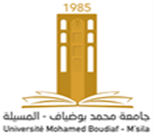 1985
جامعة محمد بوضياف - المسيلة
Université Mohamed Boudiaf - M'sila